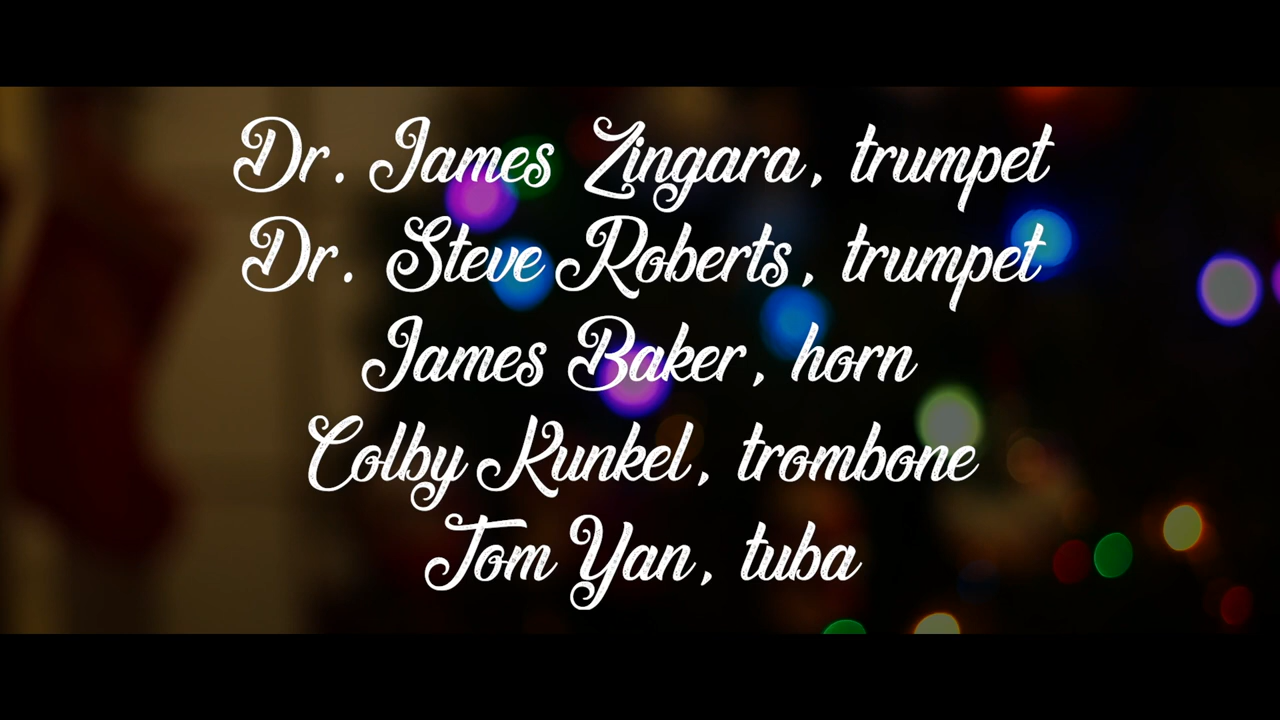 Dr. James Zingara, trumpet
Dr. Steve Roberts, trumpet
James Baker, horn
Colby Kunkel, trombone
Tom Yan, tuba